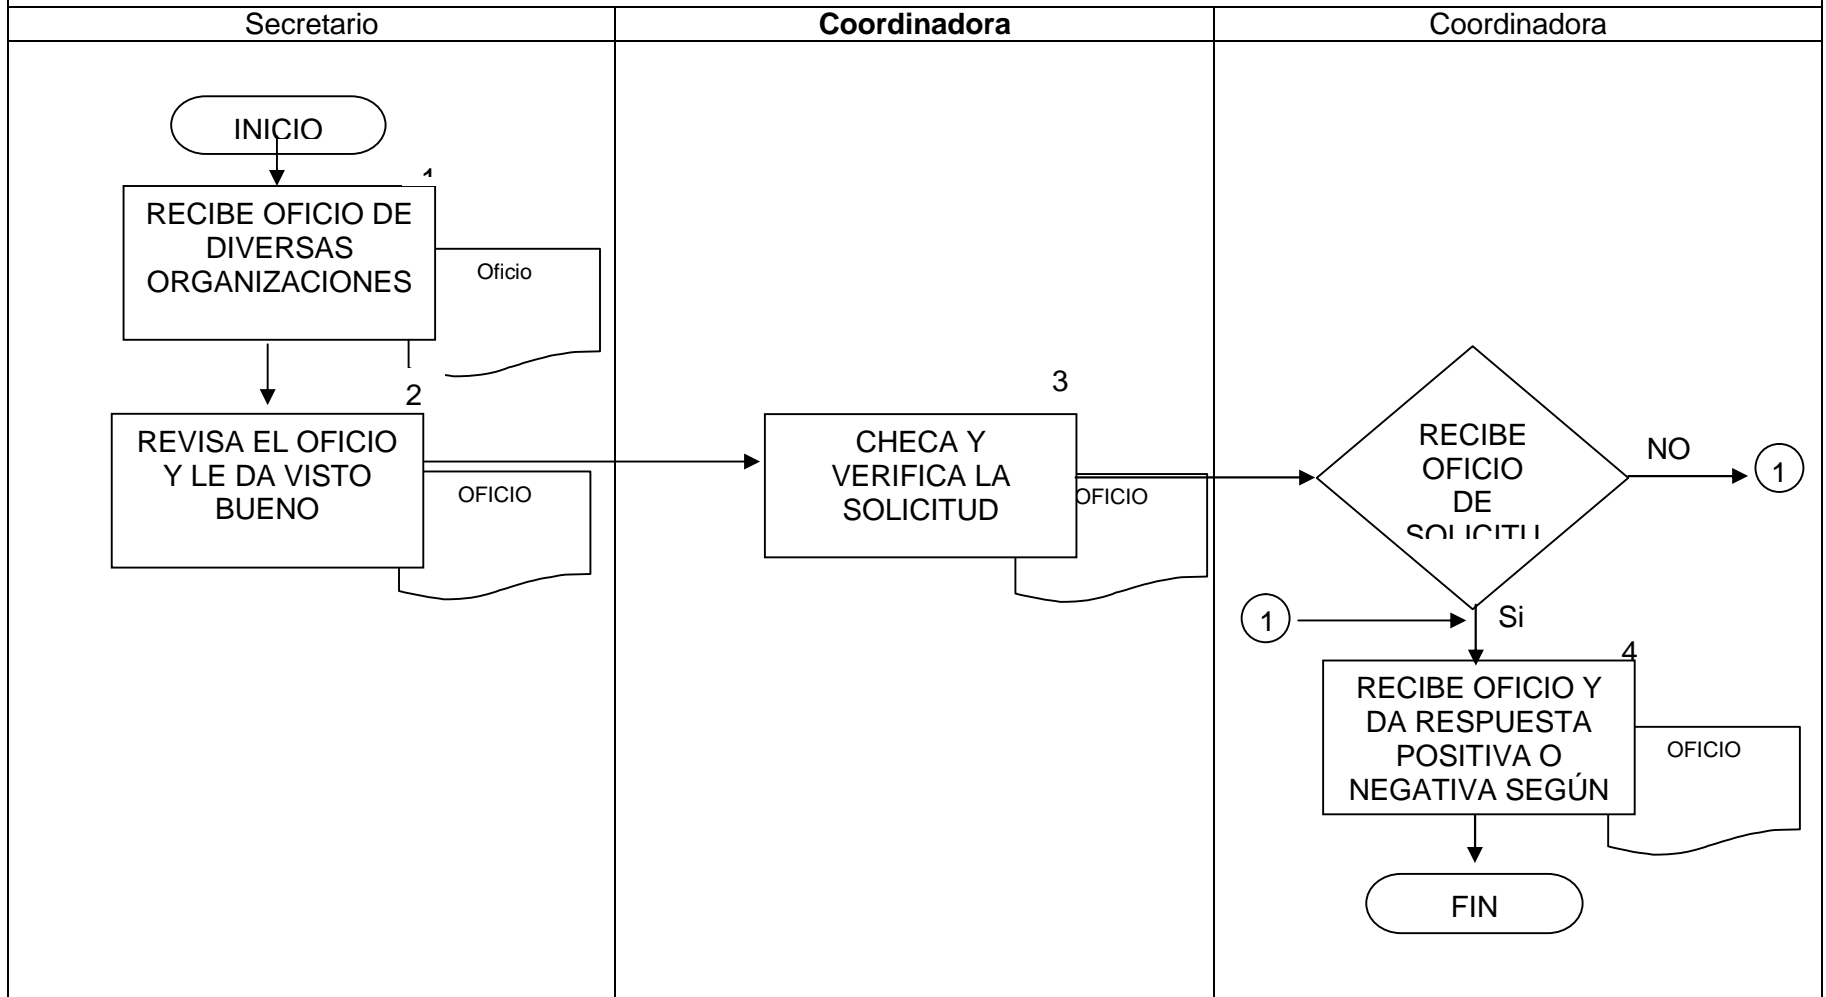 Secretario
Coordinadora
Coordinadora
INICIO
1
RECIBE OFICIO DE
DIVERSAS
ORGANIZACIONES
Oficio
2
REVISA EL OFICIO
Y LE DA VISTO
BUENO
OFICIO
3
CHECA Y
VERIFICA LA
SOLICITUD
OFICIO
RECIBE
OFICIO
DE
SOLICITU
NO
1
1
Si
4
RECIBE OFICIO Y
DA RESPUESTA
POSITIVA O
NEGATIVA SEGÚN
OFICIO
FIN